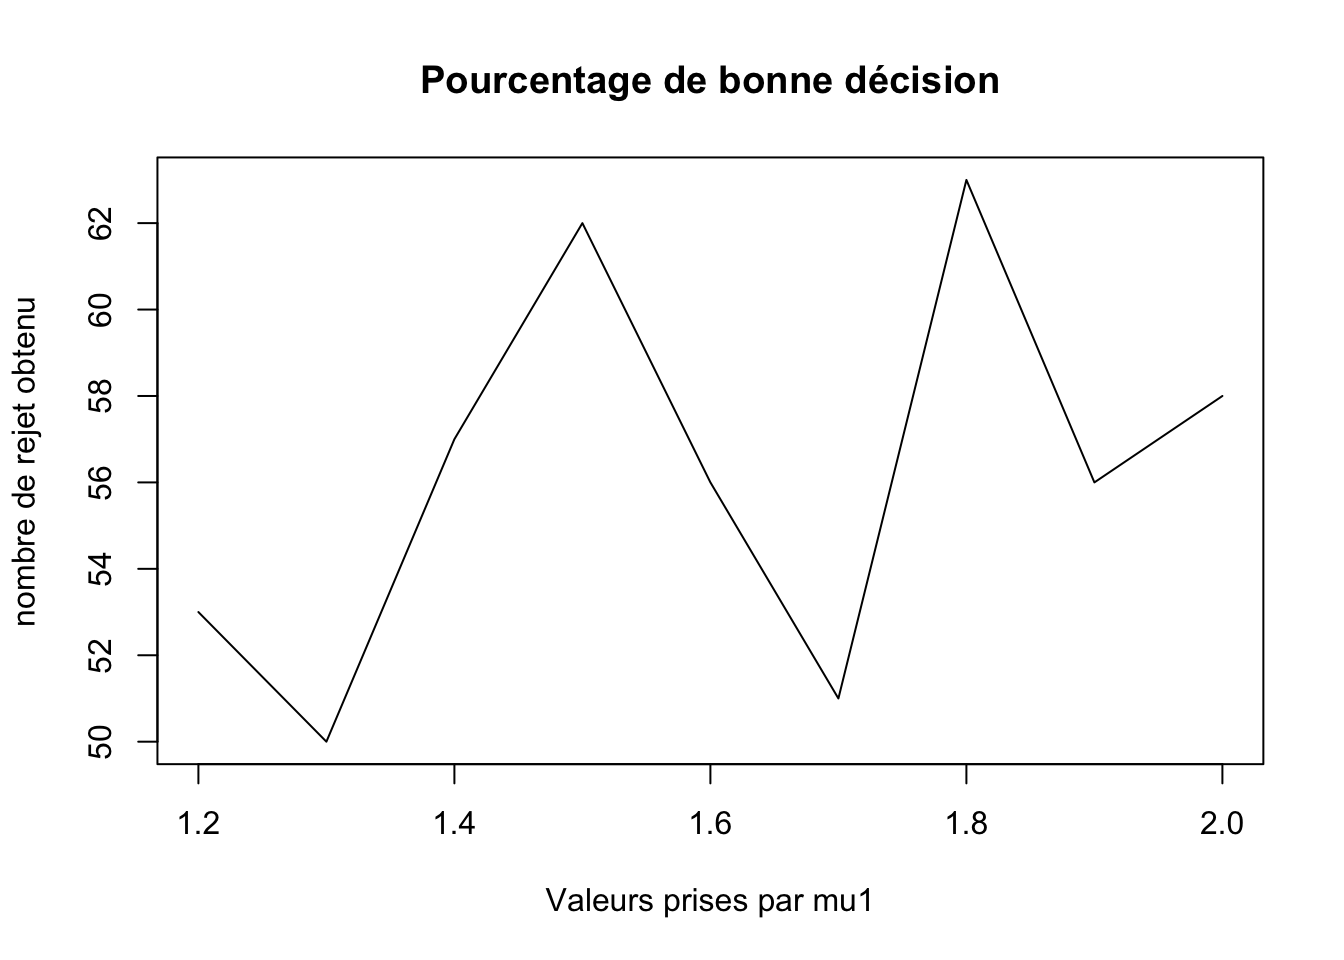 Pourcentage de bonne décision
nombre de rejet obtenu
62
60
58
56
54
52
50
1.2 1.4 1.6 1.8 2.0
Valeurs prises par mu1